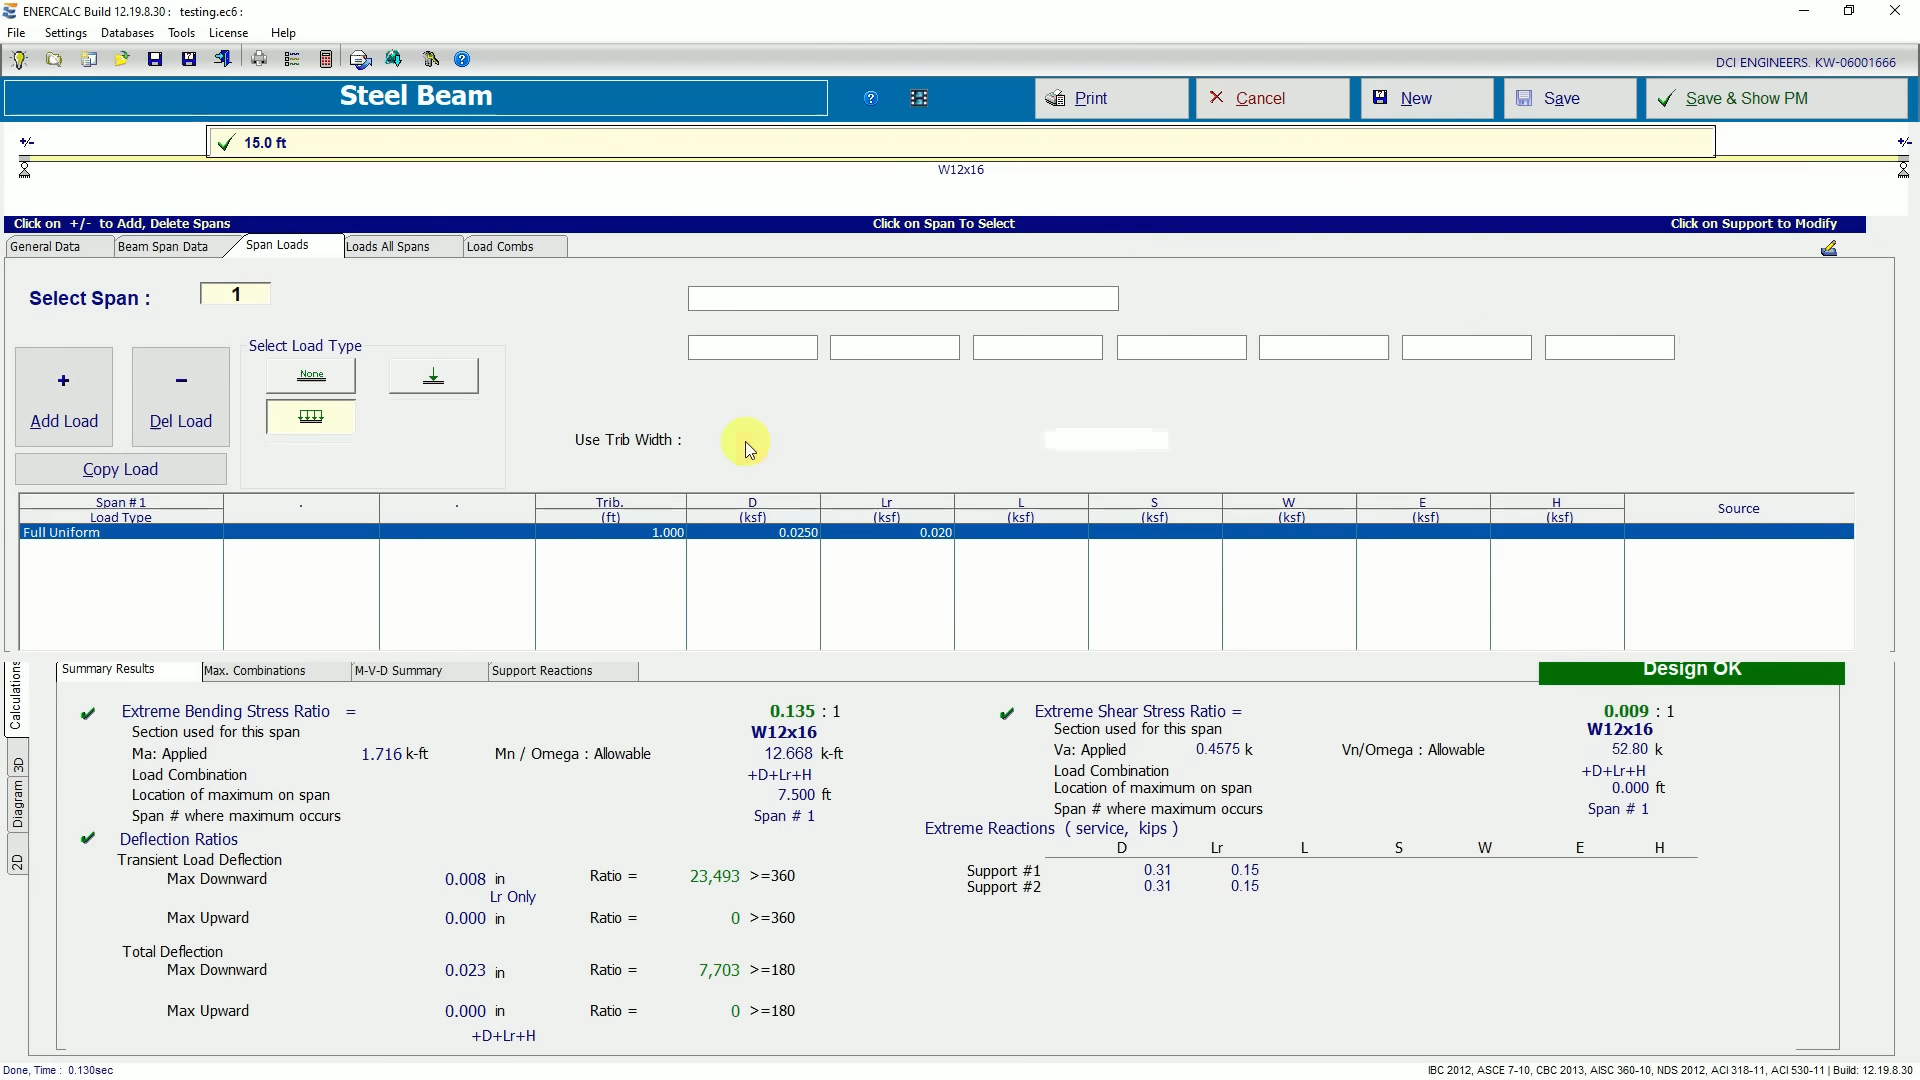 ENERCALC Build 12.19.8.30 : testing.ec6 :
File Settings Databases Tools License Help
DCI ENGINEERS. KW-06001666
Steel Beam
Print Cancel New Save Save & Show PM
+/- 15.0 ft +/-
W12x16
Click on +/- to Add, Delete Spans Click on Span To Select Click on Support to Modify
General Data Beam Span Data Span Loads Loads All Spans Load Combs
Select Span : 1
Select Load Type
None
+ Add Load
- Del Load
Copy Load
Use Trib Width :
Span #1 . . Trib. D Lr L S W E H Source
Load Type (ft) (ksf) (ksf) (ksf) (ksf) (ksf) (ksf) (ksf)
Full Uniform 1.000 0.0250 0.020
Calculations
3D
Diagram
2D
Summary Results Max. Combinations M-V-D Summary Support Reactions Design OK
Extreme Bending Stress Ratio = 0.135 : 1
Section used for this span W12x16
Ma: Applied 1.716 k-ft Mn / Omega : Allowable 12.668 k-ft
Load Combination +D+Lr+H
Location of maximum on span 7.500 ft
Span # where maximum occurs Span # 1
Deflection Ratios
Transient Load Deflection
Max Downward 0.008 in Ratio = 23,493 >=360
Lr Only
Max Upward 0.000 in Ratio = 0 >=360
Total Deflection
Max Downward 0.023 in Ratio = 7,703 >=180
Max Upward 0.000 in Ratio = 0 >=180
+D+Lr+H
Extreme Shear Stress Ratio = 0.009 : 1
Section used for this span W12x16
Va: Applied 0.4575 k Vn/Omega : Allowable 52.80 k
Load Combination +D+Lr+H
Location of maximum on span 0.000 ft
Span # where maximum occurs Span # 1
Extreme Reactions ( service, kips )
D Lr L S W E H
Support #1 0.31 0.15
Support #2 0.31 0.15
Done, Time : 0.130sec
IBC 2012, ASCE 7-10, CBC 2013, AISC 360-10, NDS 2012, ACI 318-11, ACI 530-11 | Build: 12.19.8.30